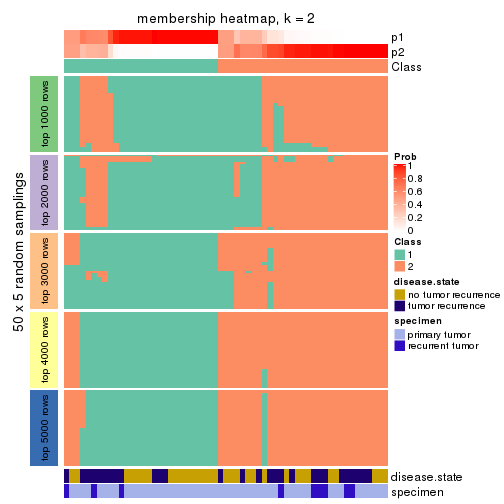 membership heatmap, k = 2
p1
p2
Class
50 x 5 random samplings
top 1000 rows
top 2000 rows
top 3000 rows
top 4000 rows
top 5000 rows
Prob
1
0.8
0.6
0.4
0.2
0
Class
1
2
disease.state
no tumor recurrence
tumor recurrence
specimen
primary tumor
recurrent tumor
disease.state
specimen